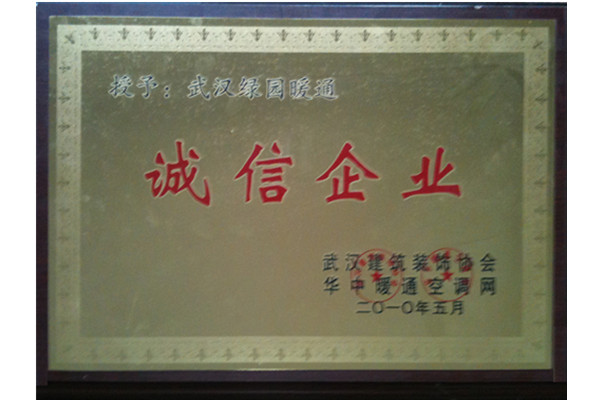 授予：武汉绿园暖通
诚信企业
武汉建筑装饰协会
华中暖通空调网
二〇一〇年五月